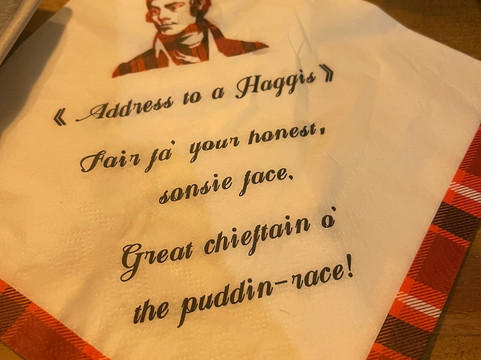 《 Address to a Haggis 》
Fair fa` your honest,
sonsie face,
Great chieftain o`
the puddin-race!